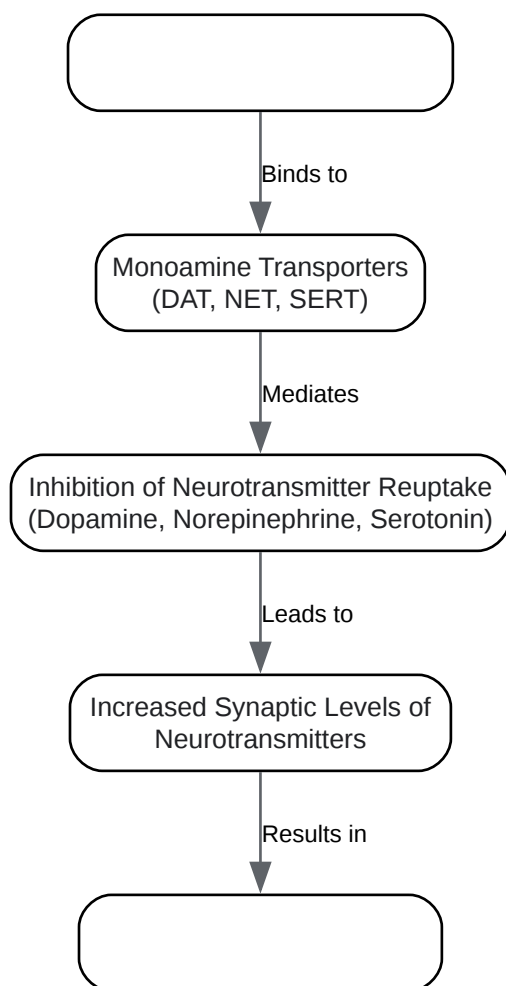 Binds to
Monoamine Transporters
(DAT, NET, SERT)
Mediates
Inhibition of Neurotransmitter Reuptake
(Dopamine, Norepinephrine, Serotonin)
Leads to
Increased Synaptic Levels of
Neurotransmitters
Results in